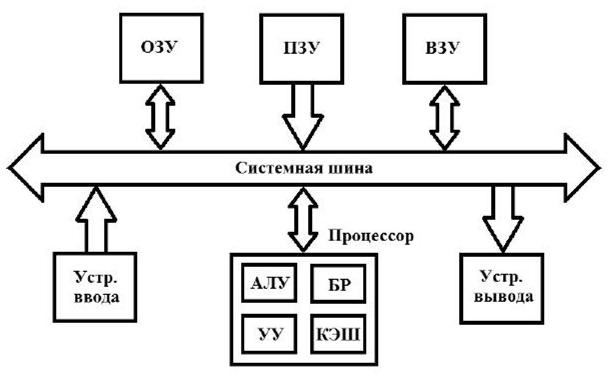 ОЗУ
ПЗУ
ВЗУ
Системная шина
Устр.
ввода
Процессор
АЛУ
БР
УУ
КЭШ
Устр.
вывода